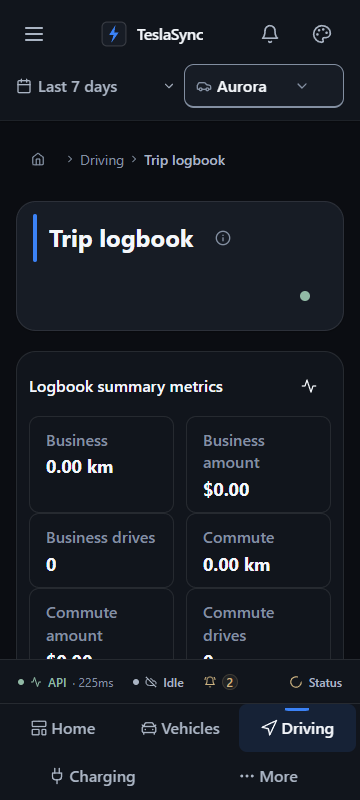 TeslaSync
Last 7 days
Aurora
Driving
Trip logbook
Trip logbook
Logbook summary metrics
Business
0.00 km
Business
amount
$0.00
Business drives
0
Commute
0.00 km
Commute
amount
Commute
drives
API · 225ms
Idle
2
Status
Home
Vehicles
Driving
Charging
More